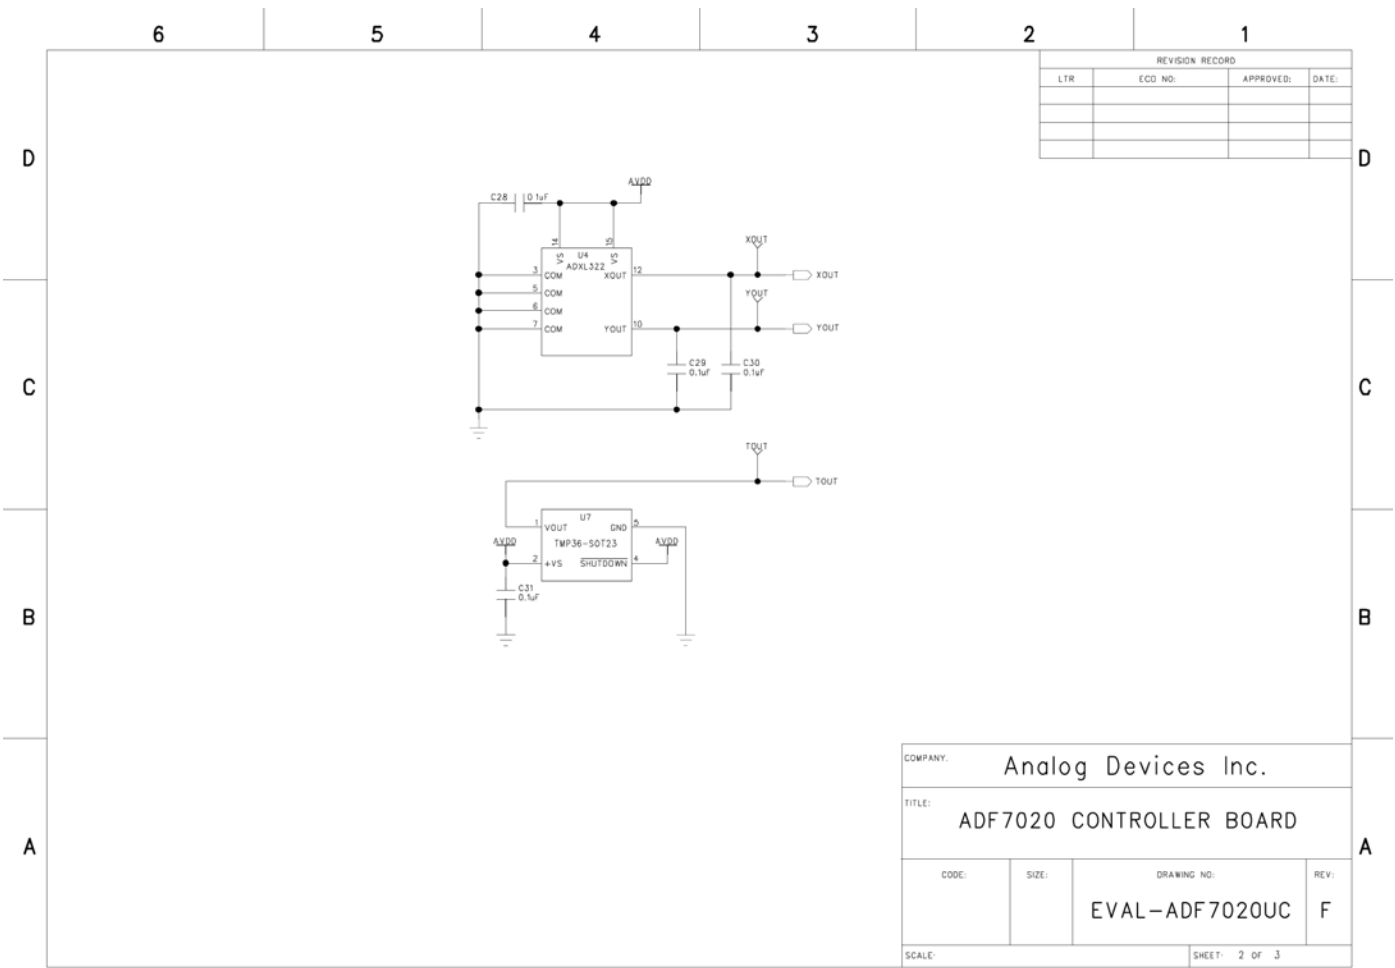 6 5 4 3 2 1
REVISION RECORD
LTR ECO NO: APPROVED: DATE:
D D
AVDD
C28 0.1uF
14 15
VS VS
U4
ADXL322
XOUT
3 COM XOUT 12 XOUT
5 COM
YOUT
6 COM
7 COM YOUT 10 YOUT
C29 C30
0.1uF 0.1uF
C C
TOUT
TOUT
U7
1 VOUT GND 5
TMP36-SOT23
AVDD AVDD
2 +VS SHUTDOWN 4
C31
0.1uF
B B
COMPANY:
Analog Devices Inc.
TITLE:
ADF7020 CONTROLLER BOARD
A A
CODE: SIZE: DRAWING NO: REV:
EVAL-ADF7020UC F
SCALE: SHEET: 2 OF 3